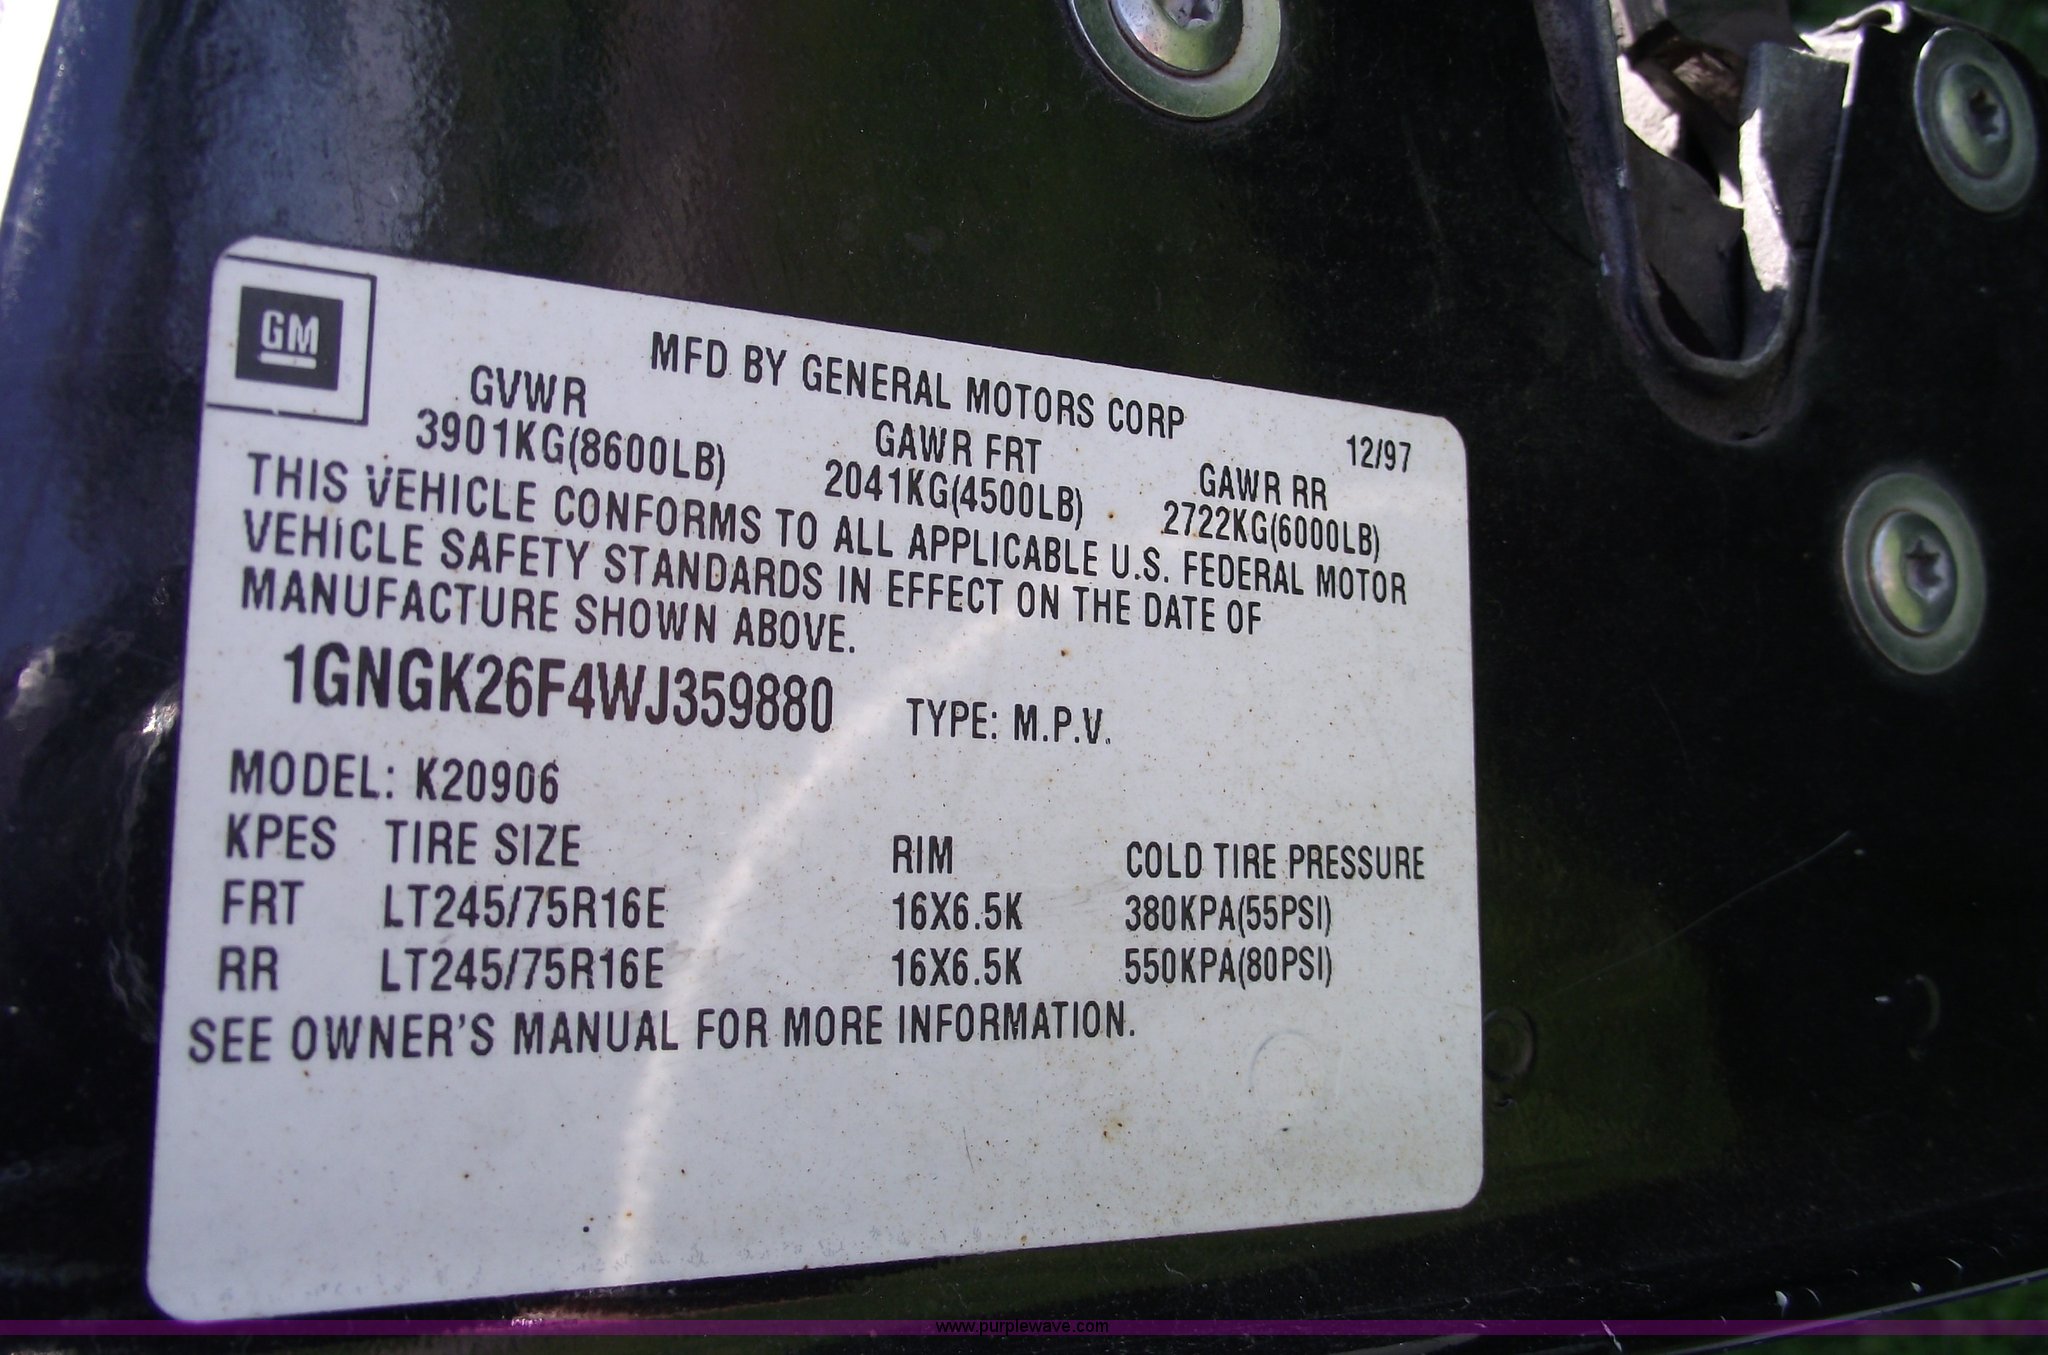 GM
MFD BY GENERAL MOTORS CORP
12/97
GVWR GAWR FRT GAWR RR
3901KG(8600LB) 2041KG(4500LB) 2722KG(6000LB)
THIS VEHICLE CONFORMS TO ALL APPLICABLE U.S. FEDERAL MOTOR
VEHICLE SAFETY STANDARDS IN EFFECT ON THE DATE OF
MANUFACTURE SHOWN ABOVE.
1GNGK26F4WJ359880 TYPE: M.P.V.
MODEL: K20906
KPES TIRE SIZE RIM COLD TIRE PRESSURE
FRT LT245/75R16E 16X6.5K 380KPA(55PSI)
RR LT245/75R16E 16X6.5K 550KPA(80PSI)
SEE OWNER'S MANUAL FOR MORE INFORMATION.
www.purplewave.com